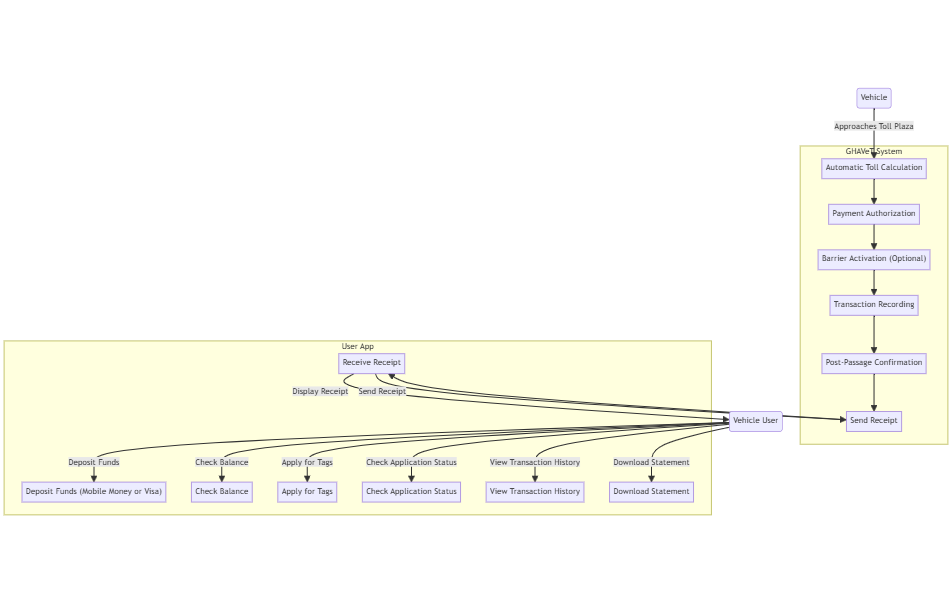 Vehicle
Approaches Toll Plaza
GHAVeT System
Automatic Toll Calculation
Payment Authorization
Barrier Activation (Optional)
Transaction Recording
Post-Passage Confirmation
Send Receipt
User App
Receive Receipt
Display Receipt
Send Receipt
Vehicle User
Deposit Funds
Check Balance
Apply for Tags
Check Application Status
View Transaction History
Download Statement
Deposit Funds (Mobile Money or Visa)
Check Balance
Apply for Tags
Check Application Status
View Transaction History
Download Statement